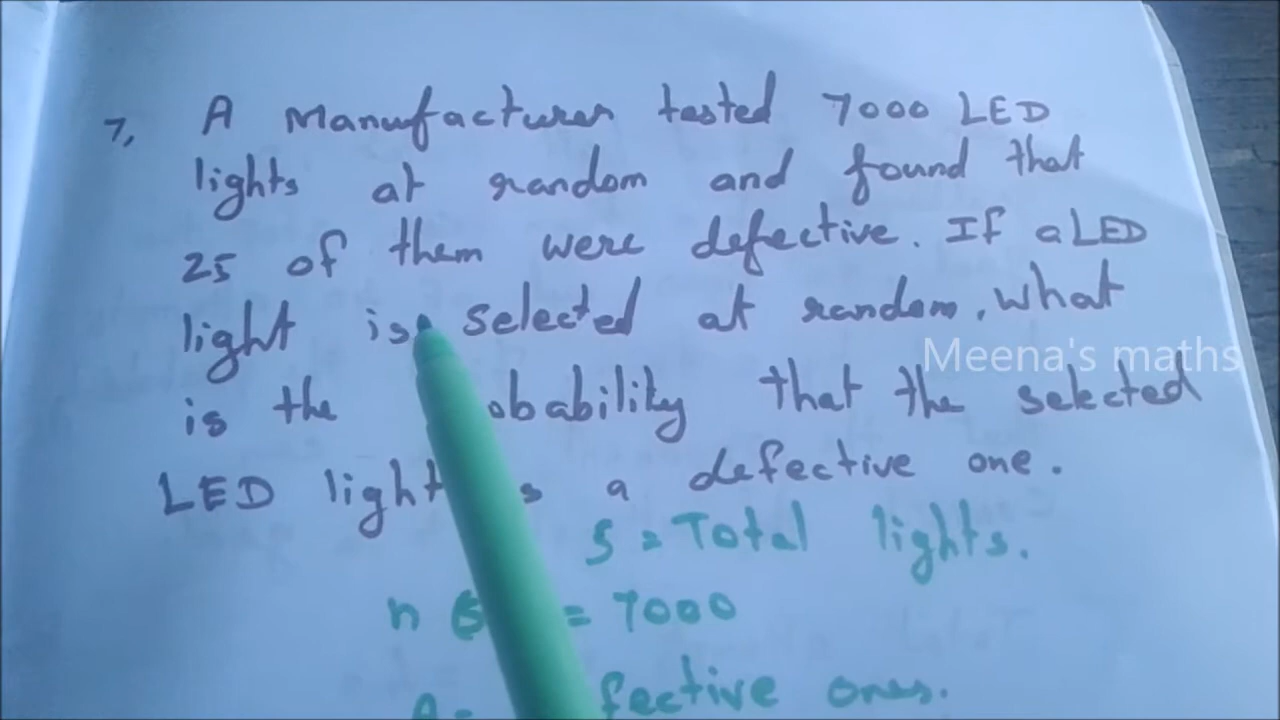 7, A Manufacturer tested 7000 LED
lights at random and found that
25 of them were defective. If a LED
light is selected at random, what
Meena's maths
is the obability that the selected
LED light s a defective one.
S = Total lights.
n = 7000
A fective ones.